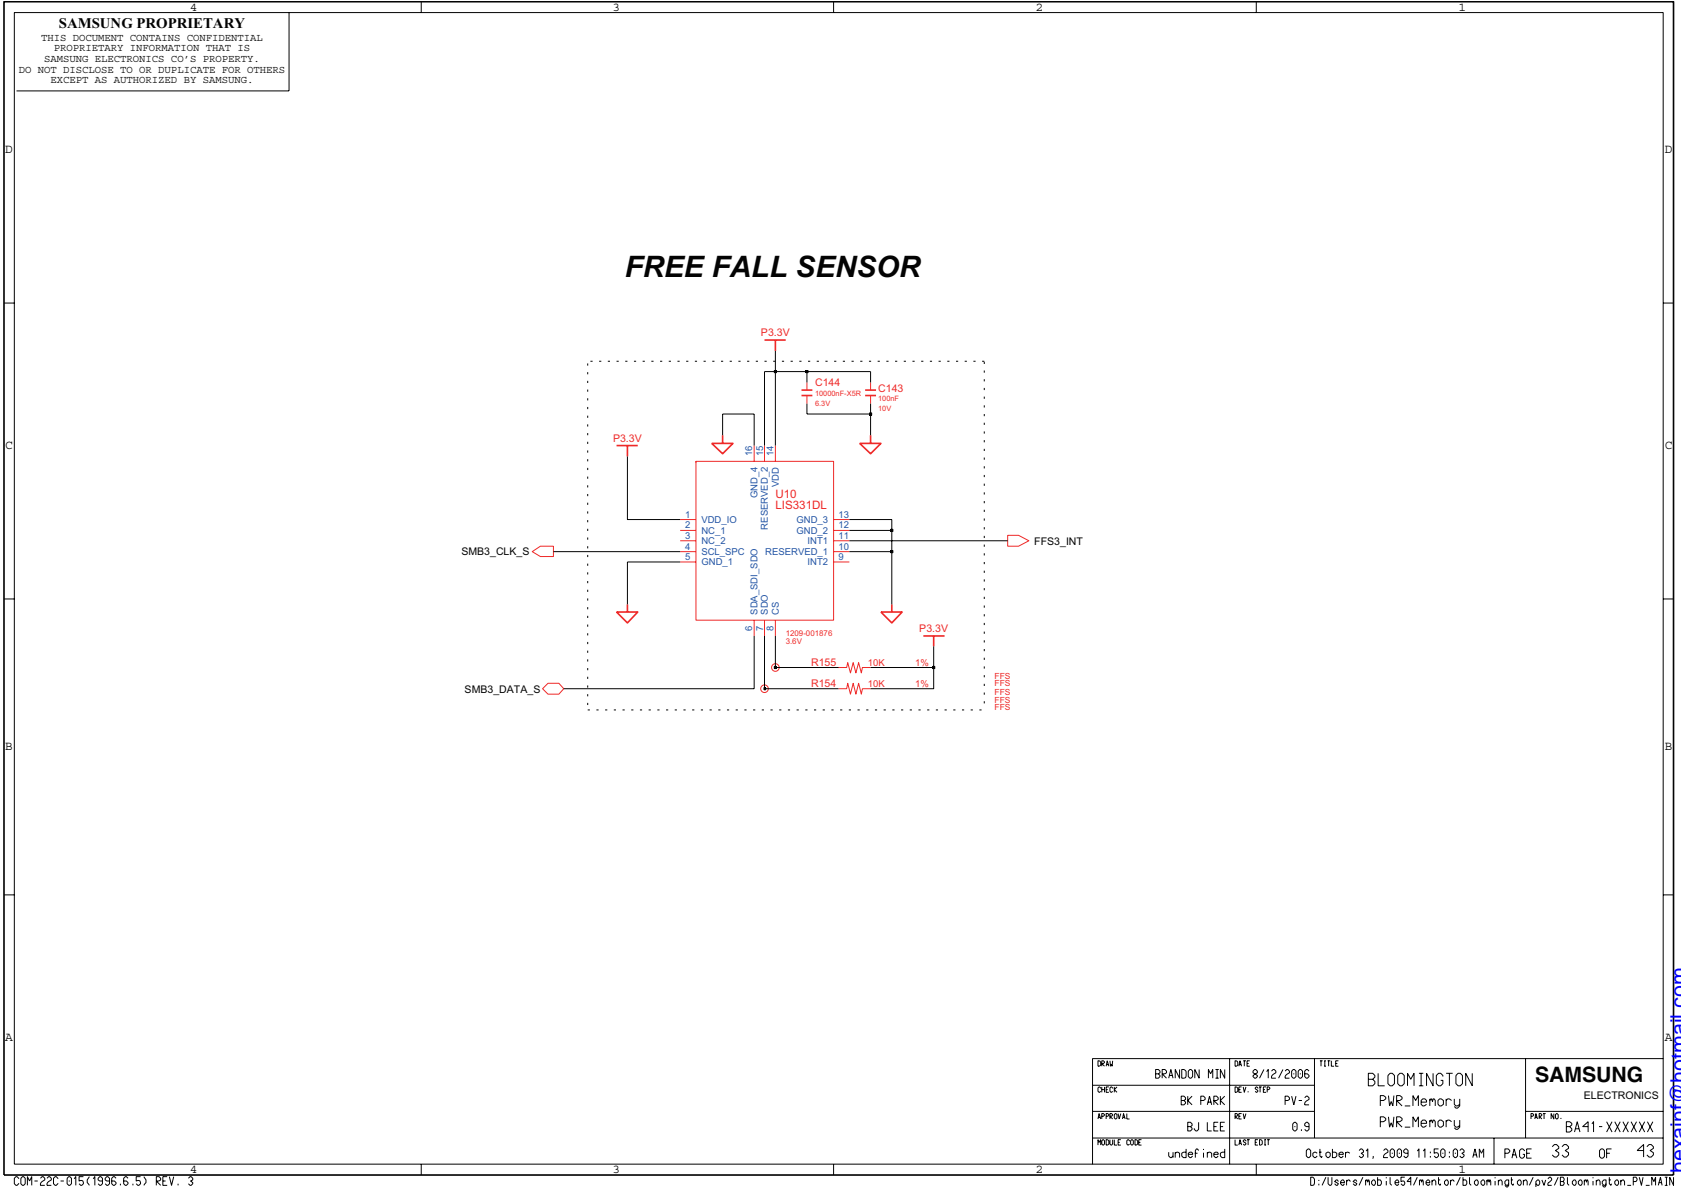 4 3 2 1
SAMSUNG PROPRIETARY
THIS DOCUMENT CONTAINS CONFIDENTIAL
PROPRIETARY INFORMATION THAT IS
SAMSUNG ELECTRONICS CO'S PROPERTY.
DO NOT DISCLOSE TO OR DUPLICATE FOR OTHERS
EXCEPT AS AUTHORIZED BY SAMSUNG.
D D
FREE FALL SENSOR
P3.3V
C144
10000nF-X5R
6.3V
C143
100nF
10V
P3.3V
C C
16 15 14
GND_4
RESERVED_2
VDD
U10
LIS331DL
1 VDD_IO
2 NC_1
3 NC_2
4 SCL_SPC
5 GND_1
GND_3 13
GND_2 12
INT1 11
RESERVED_1 10
INT2 9
SMB3_CLK_S
FFS3_INT
SDA_SDI_SDO
SDO
CS
6 7 8
1209-001876
3.6V
P3.3V
R155 10K 1%
R154 10K 1%
SMB3_DATA_S
FFS
FFS
FFS
FFS
FFS
B B
A A
DRAW
BRANDON MIN
DATE
8/12/2006
TITLE
BLOOMINGTON
PWR_Memory
PWR_Memory
SAMSUNG
ELECTRONICS
CHECK
BK PARK
DEV. STEP
PV-2
APPROVAL
BJ LEE
REV
0.9
PART NO.
BA41-XXXXXX
MODULE CODE
undefined
LAST EDIT
October 31, 2009 11:50:03 AM
PAGE 33 OF 43
4 3 2 1
COM-22C-015(1996.6.5) REV. 3
D:/Users/mobile54/mentor/bloomington/pv2/Bloomington_PV_MAIN
hexainf@hotmail.com